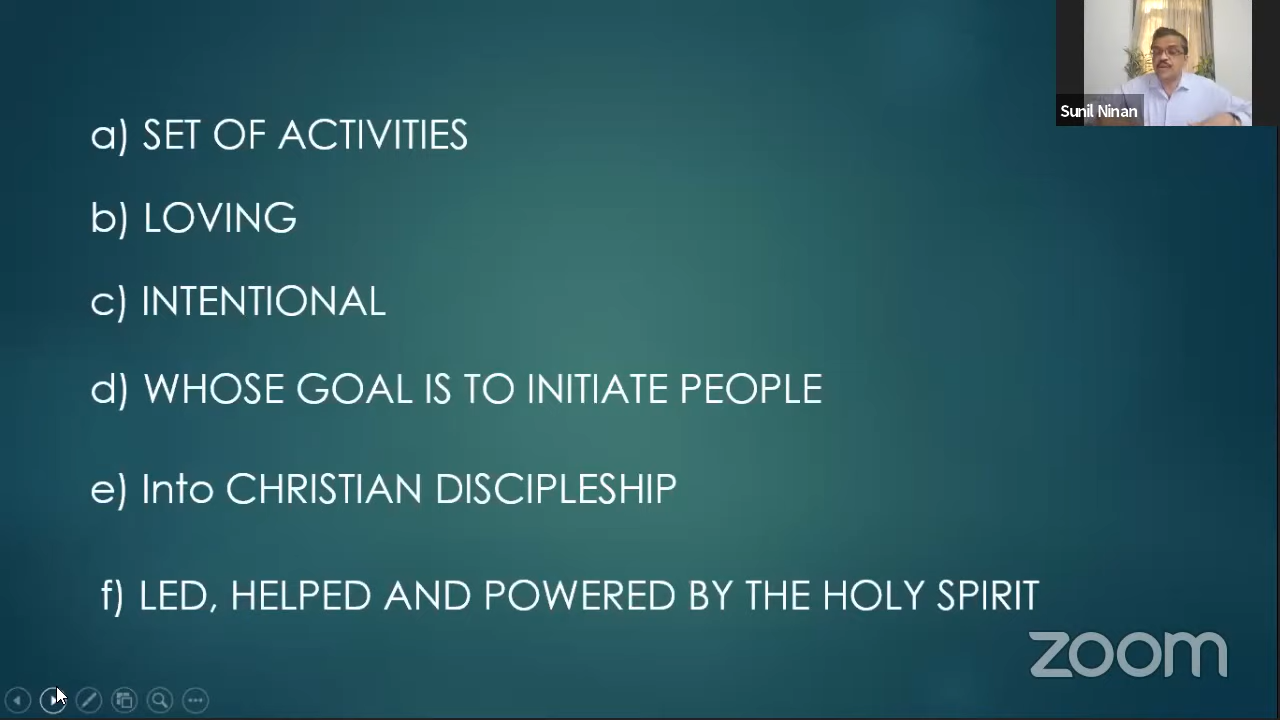 Sunil Ninan
a) SET OF ACTIVITIES
b) LOVING
c) INTENTIONAL
d) WHOSE GOAL IS TO INITIATE PEOPLE
e) Into CHRISTIAN DISCIPLESHIP
f) LED, HELPED AND POWERED BY THE HOLY SPIRIT
zoom